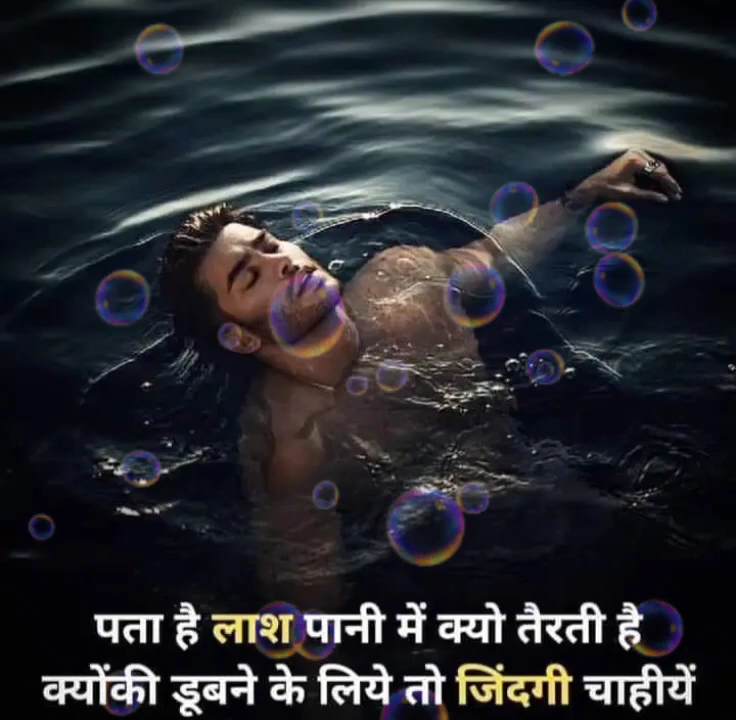 पता है लाश पानी में क्यो तैरती है
क्योंकी डूबने के लिये तो जिंदगी चाहीयें